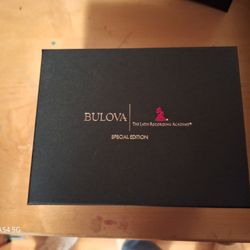 BULOVA
THE LATIN RECORDING ACADEMY®
SPECIAL EDITION
A54 5G